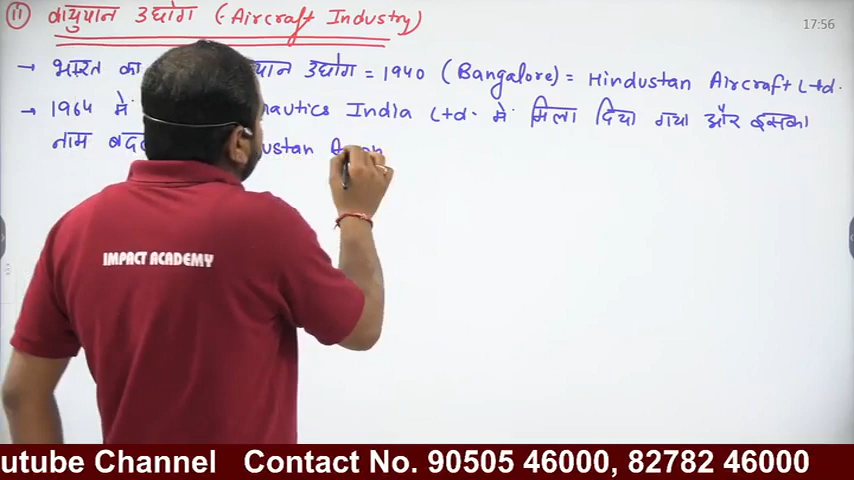 ii वायुयान उद्योग (Aircraft Industry)
17:56
→ भारत का यान उद्योग = 1940 (Bangalore) = Hindustan Aircraft Ltd.
→ 1964 में nautics India Ltd. में मिला दिया गया और इसका
नाम बद ustan
IMPACT ACADEMY
utube Channel Contact No. 90505 46000, 82782 46000